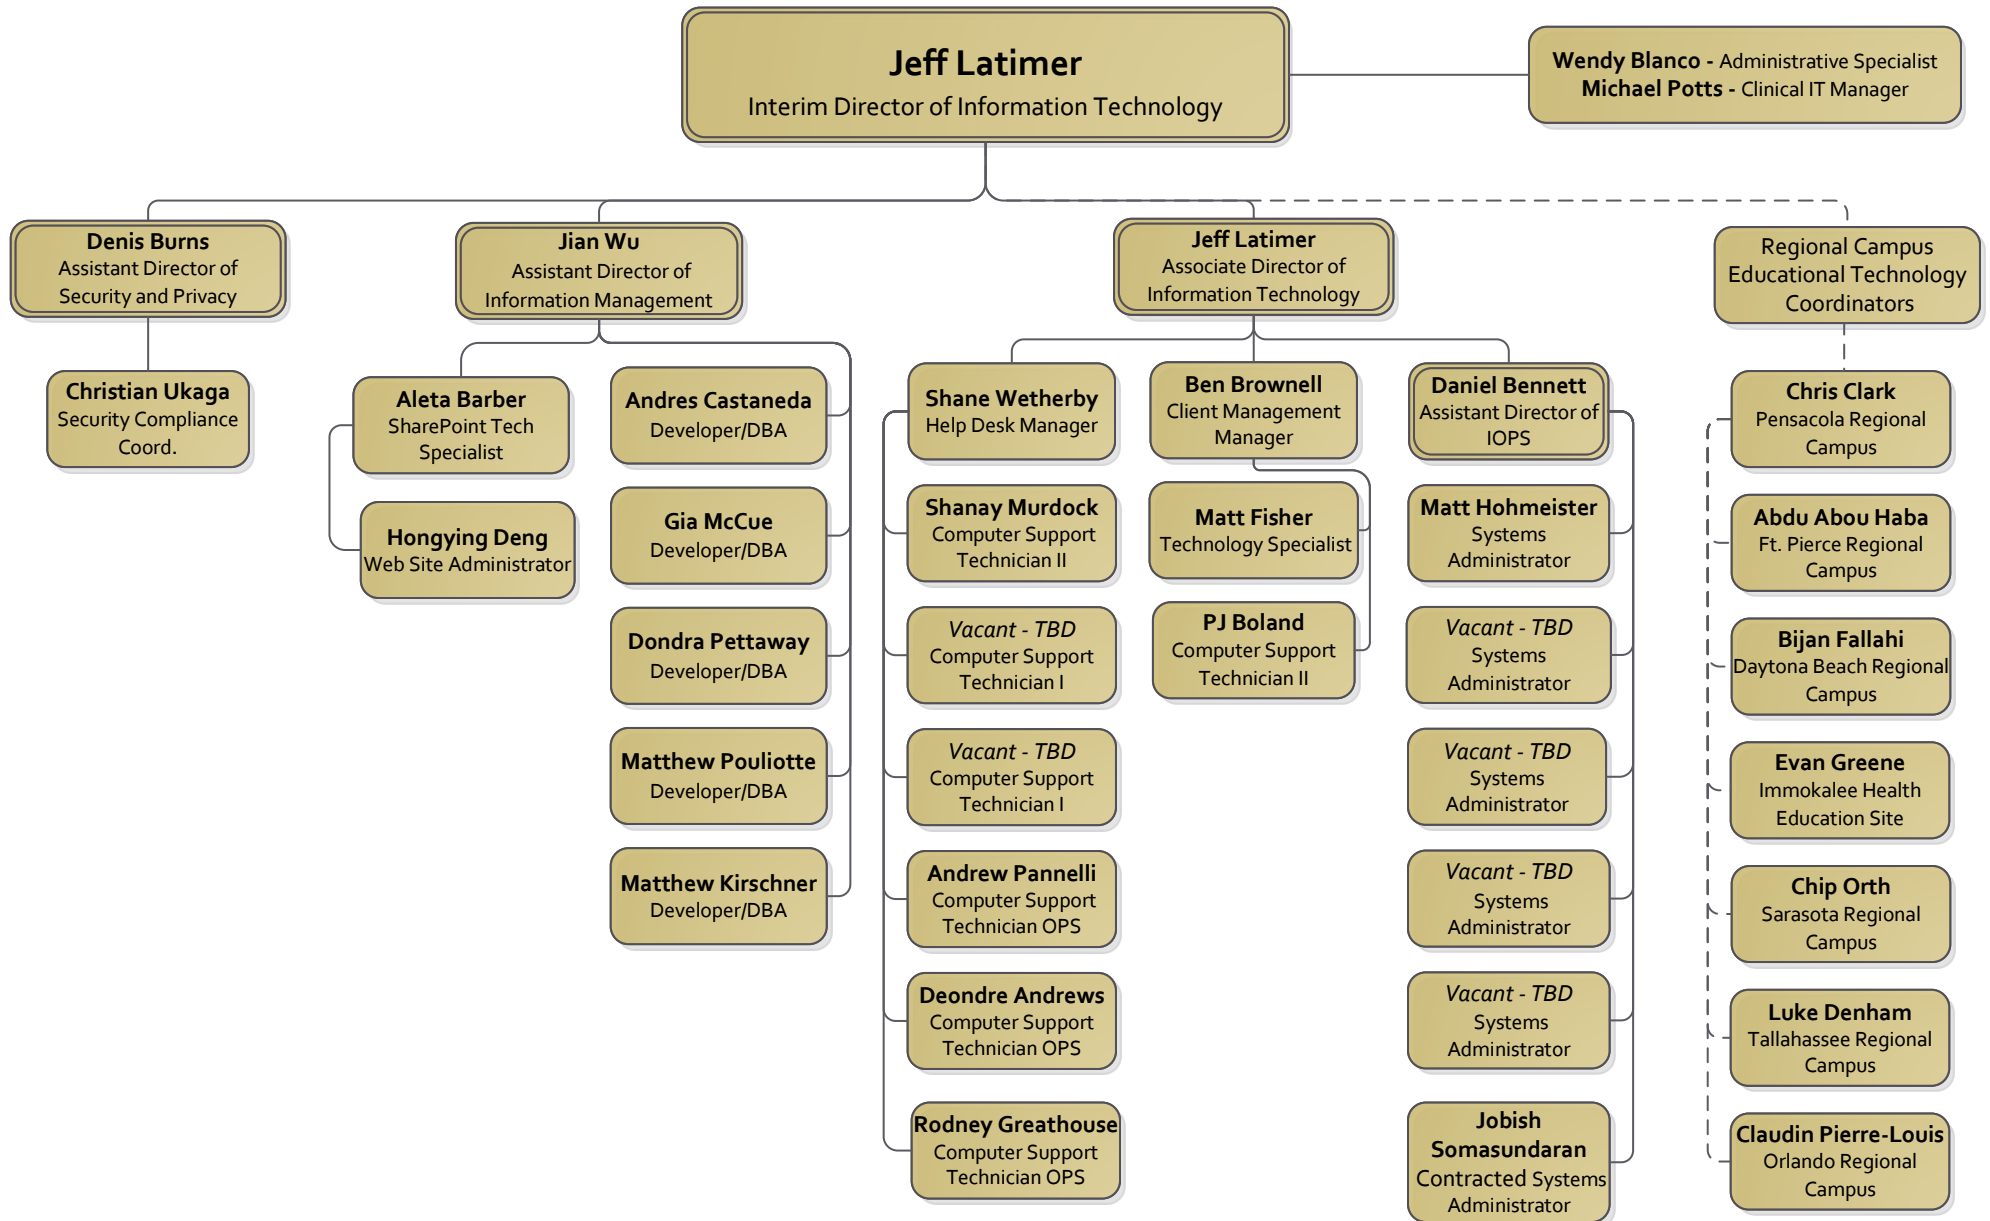 Jeff Latimer
Interim Director of Information Technology
Wendy Blanco - Administrative Specialist
Michael Potts - Clinical IT Manager
Denis Burns
Assistant Director of
Security and Privacy
Jian Wu
Assistant Director of
Information Management
Jeff Latimer
Associate Director of
Information Technology
Regional Campus
Educational Technology
Coordinators
Christian Ukaga
Security Compliance
Coord.
Aleta Barber
SharePoint Tech
Specialist
Hongying Deng
Web Site Administrator
Andres Castaneda
Developer/DBA
Gia McCue
Developer/DBA
Dondra Pettaway
Developer/DBA
Matthew Pouliotte
Developer/DBA
Matthew Kirschner
Developer/DBA
Shane Wetherby
Help Desk Manager
Shanay Murdock
Computer Support
Technician II
Vacant - TBD
Computer Support
Technician I
Vacant - TBD
Computer Support
Technician I
Andrew Pannelli
Computer Support
Technician OPS
Deondre Andrews
Computer Support
Technician OPS
Rodney Greathouse
Computer Support
Technician OPS
Ben Brownell
Client Management
Manager
Matt Fisher
Technology Specialist
PJ Boland
Computer Support
Technician II
Daniel Bennett
Assistant Director of
IOPS
Matt Hohmeister
Systems
Administrator
Vacant - TBD
Systems
Administrator
Vacant - TBD
Systems
Administrator
Vacant - TBD
Systems
Administrator
Vacant - TBD
Systems
Administrator
Jobish
Somasundaran
Contracted Systems
Administrator
Chris Clark
Pensacola Regional
Campus
Abdu Abou Haba
Ft. Pierce Regional
Campus
Bijan Fallahi
Daytona Beach Regional
Campus
Evan Greene
Immokalee Health
Education Site
Chip Orth
Sarasota Regional
Campus
Luke Denham
Tallahassee Regional
Campus
Claudin Pierre-Louis
Orlando Regional
Campus